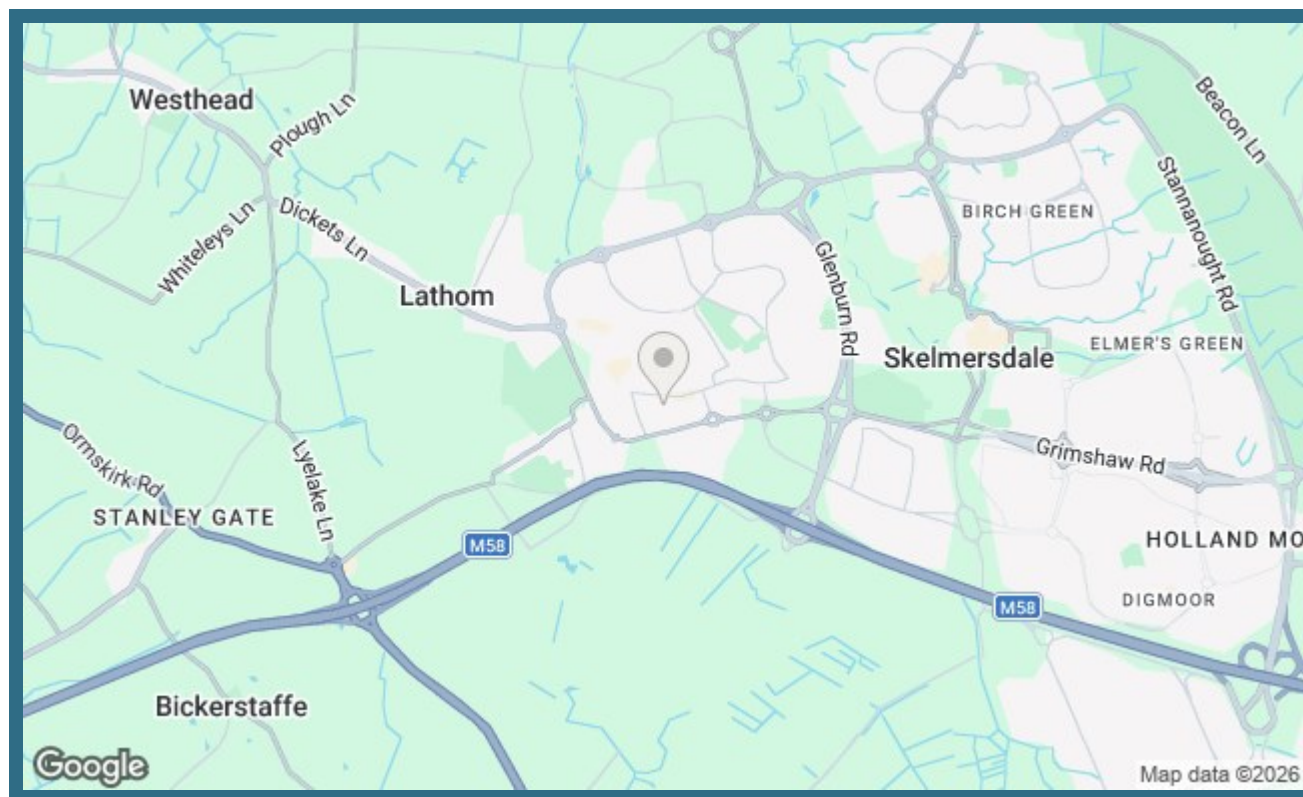 Westhead
Plough Ln
Beacon Ln
Whiteleys Ln
Dickets Ln
BIRCH GREEN
Stannanought Rd
Lathom
Glenburn Rd
Skelmersdale
ELMER'S GREEN
Ormskirk Rd
Lyelake Ln
Grimshaw Rd
STANLEY GATE
M58
HOLLAND MO
M58
DIGMOOR
Bickerstaffe
Google
Map data ©2026